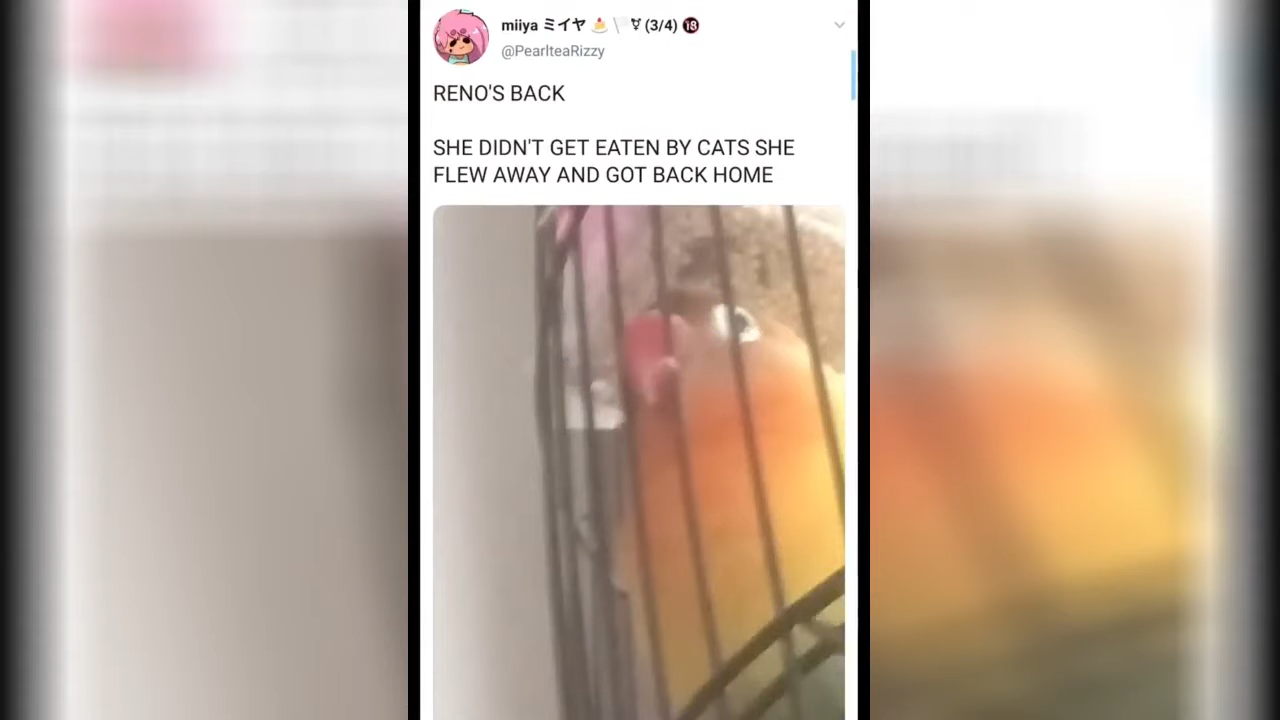 miiya ミイヤ 🍰 🏳️⚧ (3/4) 🔞
@PearlteaRizzy
RENO'S BACK
SHE DIDN'T GET EATEN BY CATS SHE
FLEW AWAY AND GOT BACK HOME